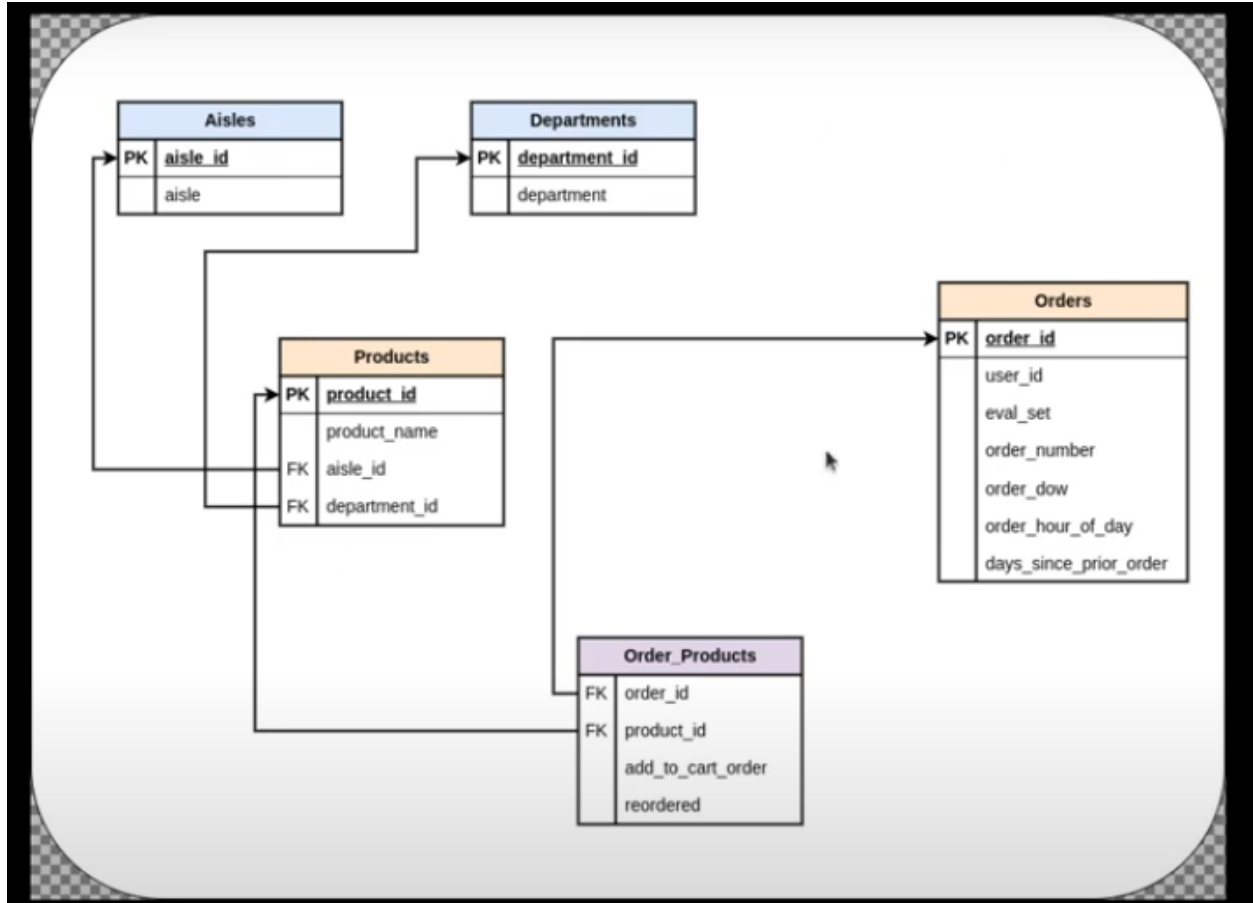 Aisles
PK aisle_id
aisle
Departments
PK department_id
department
Products
PK product_id
product_name
FK aisle_id
FK department_id
Orders
PK order_id
user_id
eval_set
order_number
order_dow
order_hour_of_day
days_since_prior_order
Order_Products
FK order_id
FK product_id
add_to_cart_order
reordered